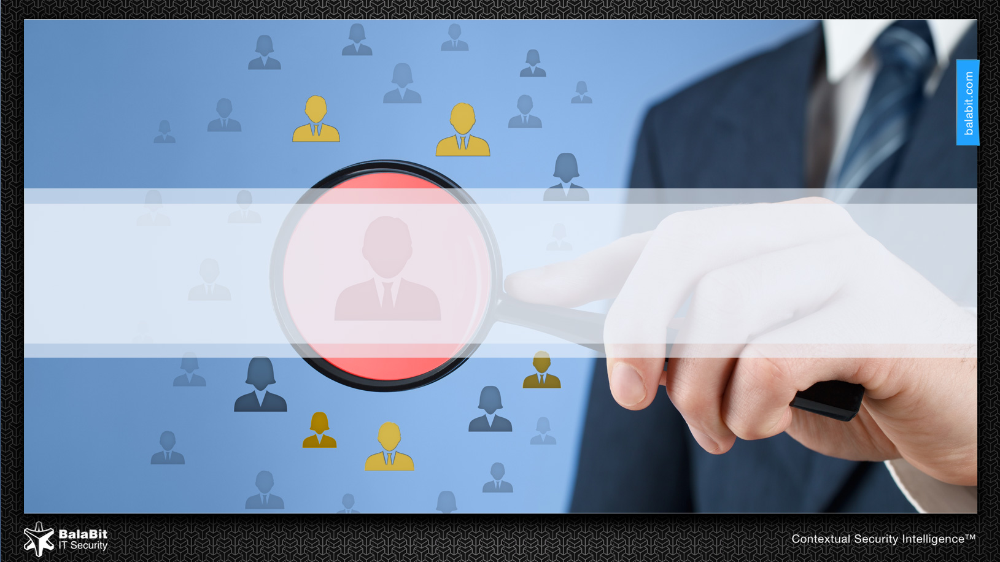 balabit.com
BalaBit
IT Security
Contextual Security Intelligence™